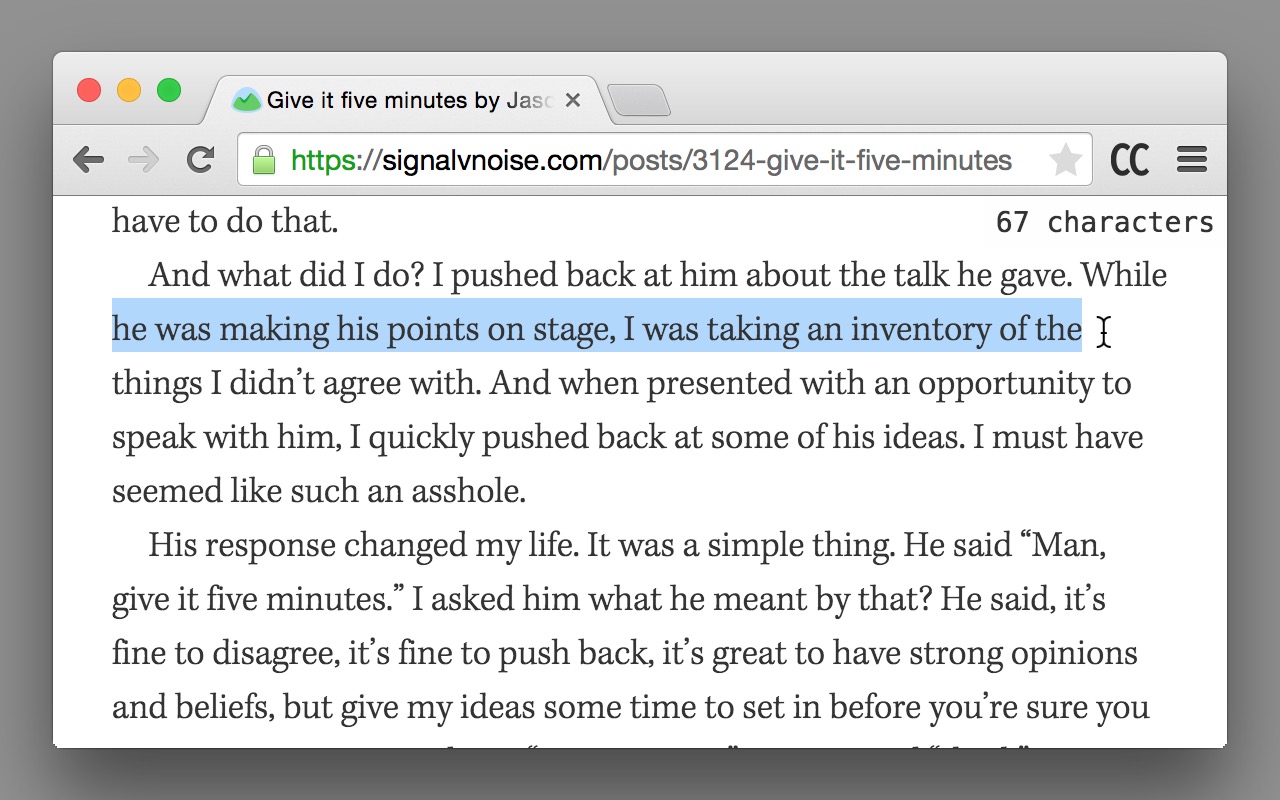 Give it five minutes by Jaso
https://signalvnoise.com/posts/3124-give-it-five-minutes
CC
have to do that.
67 characters
And what did I do? I pushed back at him about the talk he gave. While
he was making his points on stage, I was taking an inventory of the
things I didn’t agree with. And when presented with an opportunity to
speak with him, I quickly pushed back at some of his ideas. I must have
seemed like such an asshole.
His response changed my life. It was a simple thing. He said “Man,
give it five minutes.” I asked him what he meant by that? He said, it’s
fine to disagree, it’s fine to push back, it’s great to have strong opinions
and beliefs, but give my ideas some time to set in before you’re sure you